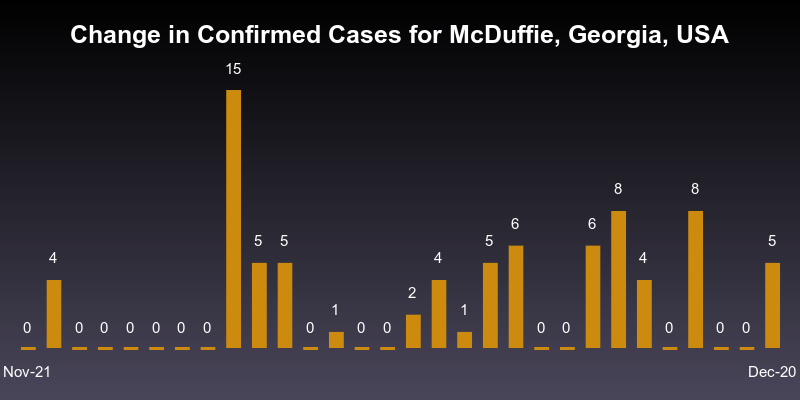 Change in Confirmed Cases for McDuffie, Georgia, USA
0 4 0 0 0 0 0 0 15 5 5 0 1 0 0 2 4 1 5 6 0 0 6 8 4 0 8 0 0 5
Nov-21 Dec-20